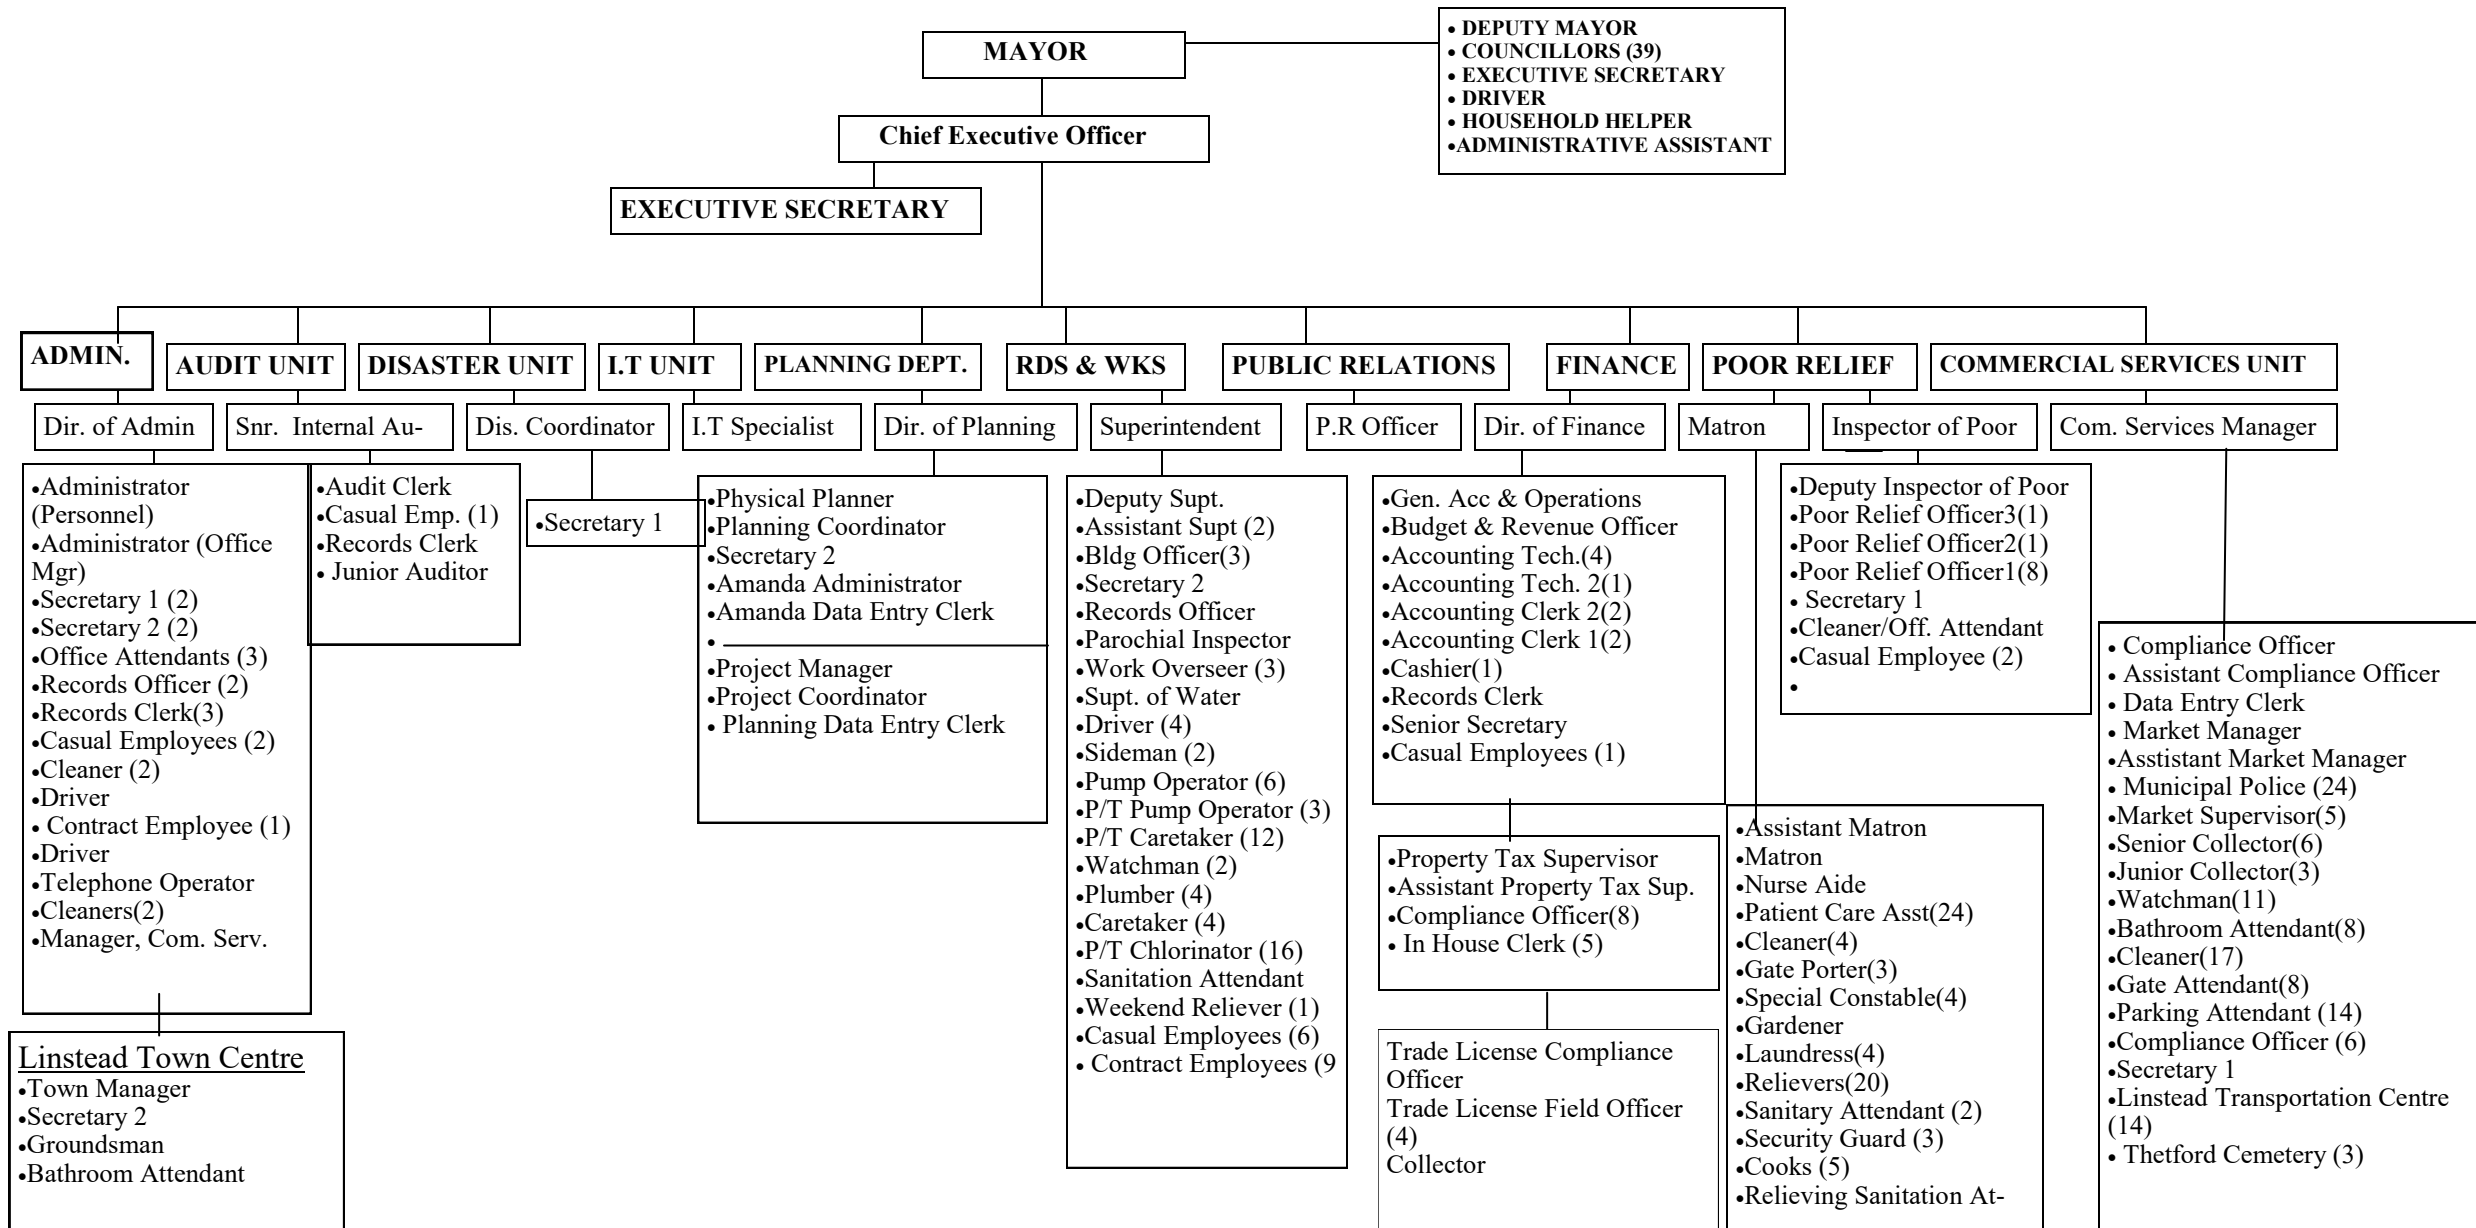 MAYOR
• DEPUTY MAYOR
• COUNCILLORS (39)
• EXECUTIVE SECRETARY
• DRIVER
• HOUSEHOLD HELPER
•ADMINISTRATIVE ASSISTANT
Chief Executive Officer
EXECUTIVE SECRETARY
ADMIN.
AUDIT UNIT
DISASTER UNIT
I.T UNIT
PLANNING DEPT.
RDS & WKS
PUBLIC RELATIONS
FINANCE
POOR RELIEF
COMMERCIAL SERVICES UNIT
Dir. of Admin
Snr. Internal Au-
Dis. Coordinator
I.T Specialist
Dir. of Planning
Superintendent
P.R Officer
Dir. of Finance
Matron
Inspector of Poor
Com. Services Manager
•Administrator
(Personnel)
•Administrator (Office
Mgr)
•Secretary 1 (2)
•Secretary 2 (2)
•Office Attendants (3)
•Records Officer (2)
•Records Clerk(3)
•Casual Employees (2)
•Cleaner (2)
•Driver
• Contract Employee (1)
•Driver
•Telephone Operator
•Cleaners(2)
•Manager, Com. Serv.
Linstead Town Centre
•Town Manager
•Secretary 2
•Groundsman
•Bathroom Attendant
•Audit Clerk
•Casual Emp. (1)
•Records Clerk
• Junior Auditor
•Secretary 1
•Physical Planner
•Planning Coordinator
•Secretary 2
•Amanda Administrator
•Amanda Data Entry Clerk
•
•Project Manager
•Project Coordinator
• Planning Data Entry Clerk
•Deputy Supt.
•Assistant Supt (2)
•Bldg Officer(3)
•Secretary 2
•Records Officer
•Parochial Inspector
•Work Overseer (3)
•Supt. of Water
•Driver (4)
•Sideman (2)
•Pump Operator (6)
•P/T Pump Operator (3)
•P/T Caretaker (12)
•Watchman (2)
•Plumber (4)
•Caretaker (4)
•P/T Chlorinator (16)
•Sanitation Attendant
•Weekend Reliever (1)
•Casual Employees (6)
• Contract Employees (9
•Gen. Acc & Operations
•Budget & Revenue Officer
•Accounting Tech.(4)
•Accounting Tech. 2(1)
•Accounting Clerk 2(2)
•Accounting Clerk 1(2)
•Cashier(1)
•Records Clerk
•Senior Secretary
•Casual Employees (1)
•Property Tax Supervisor
•Assistant Property Tax Sup.
•Compliance Officer(8)
• In House Clerk (5)
Trade License Compliance
Officer
Trade License Field Officer
(4)
Collector
•Assistant Matron
•Matron
•Nurse Aide
•Patient Care Asst(24)
•Cleaner(4)
•Gate Porter(3)
•Special Constable(4)
•Gardener
•Laundress(4)
•Relievers(20)
•Sanitary Attendant (2)
•Security Guard (3)
•Cooks (5)
•Relieving Sanitation At-
•Deputy Inspector of Poor
•Poor Relief Officer3(1)
•Poor Relief Officer2(1)
•Poor Relief Officer1(8)
• Secretary 1
•Cleaner/Off. Attendant
•Casual Employee (2)
•
• Compliance Officer
• Assistant Compliance Officer
• Data Entry Clerk
• Market Manager
•Asstistant Market Manager
• Municipal Police (24)
•Market Supervisor(5)
•Senior Collector(6)
•Junior Collector(3)
•Watchman(11)
•Bathroom Attendant(8)
•Cleaner(17)
•Gate Attendant(8)
•Parking Attendant (14)
•Compliance Officer (6)
•Secretary 1
•Linstead Transportation Centre
(14)
• Thetford Cemetery (3)